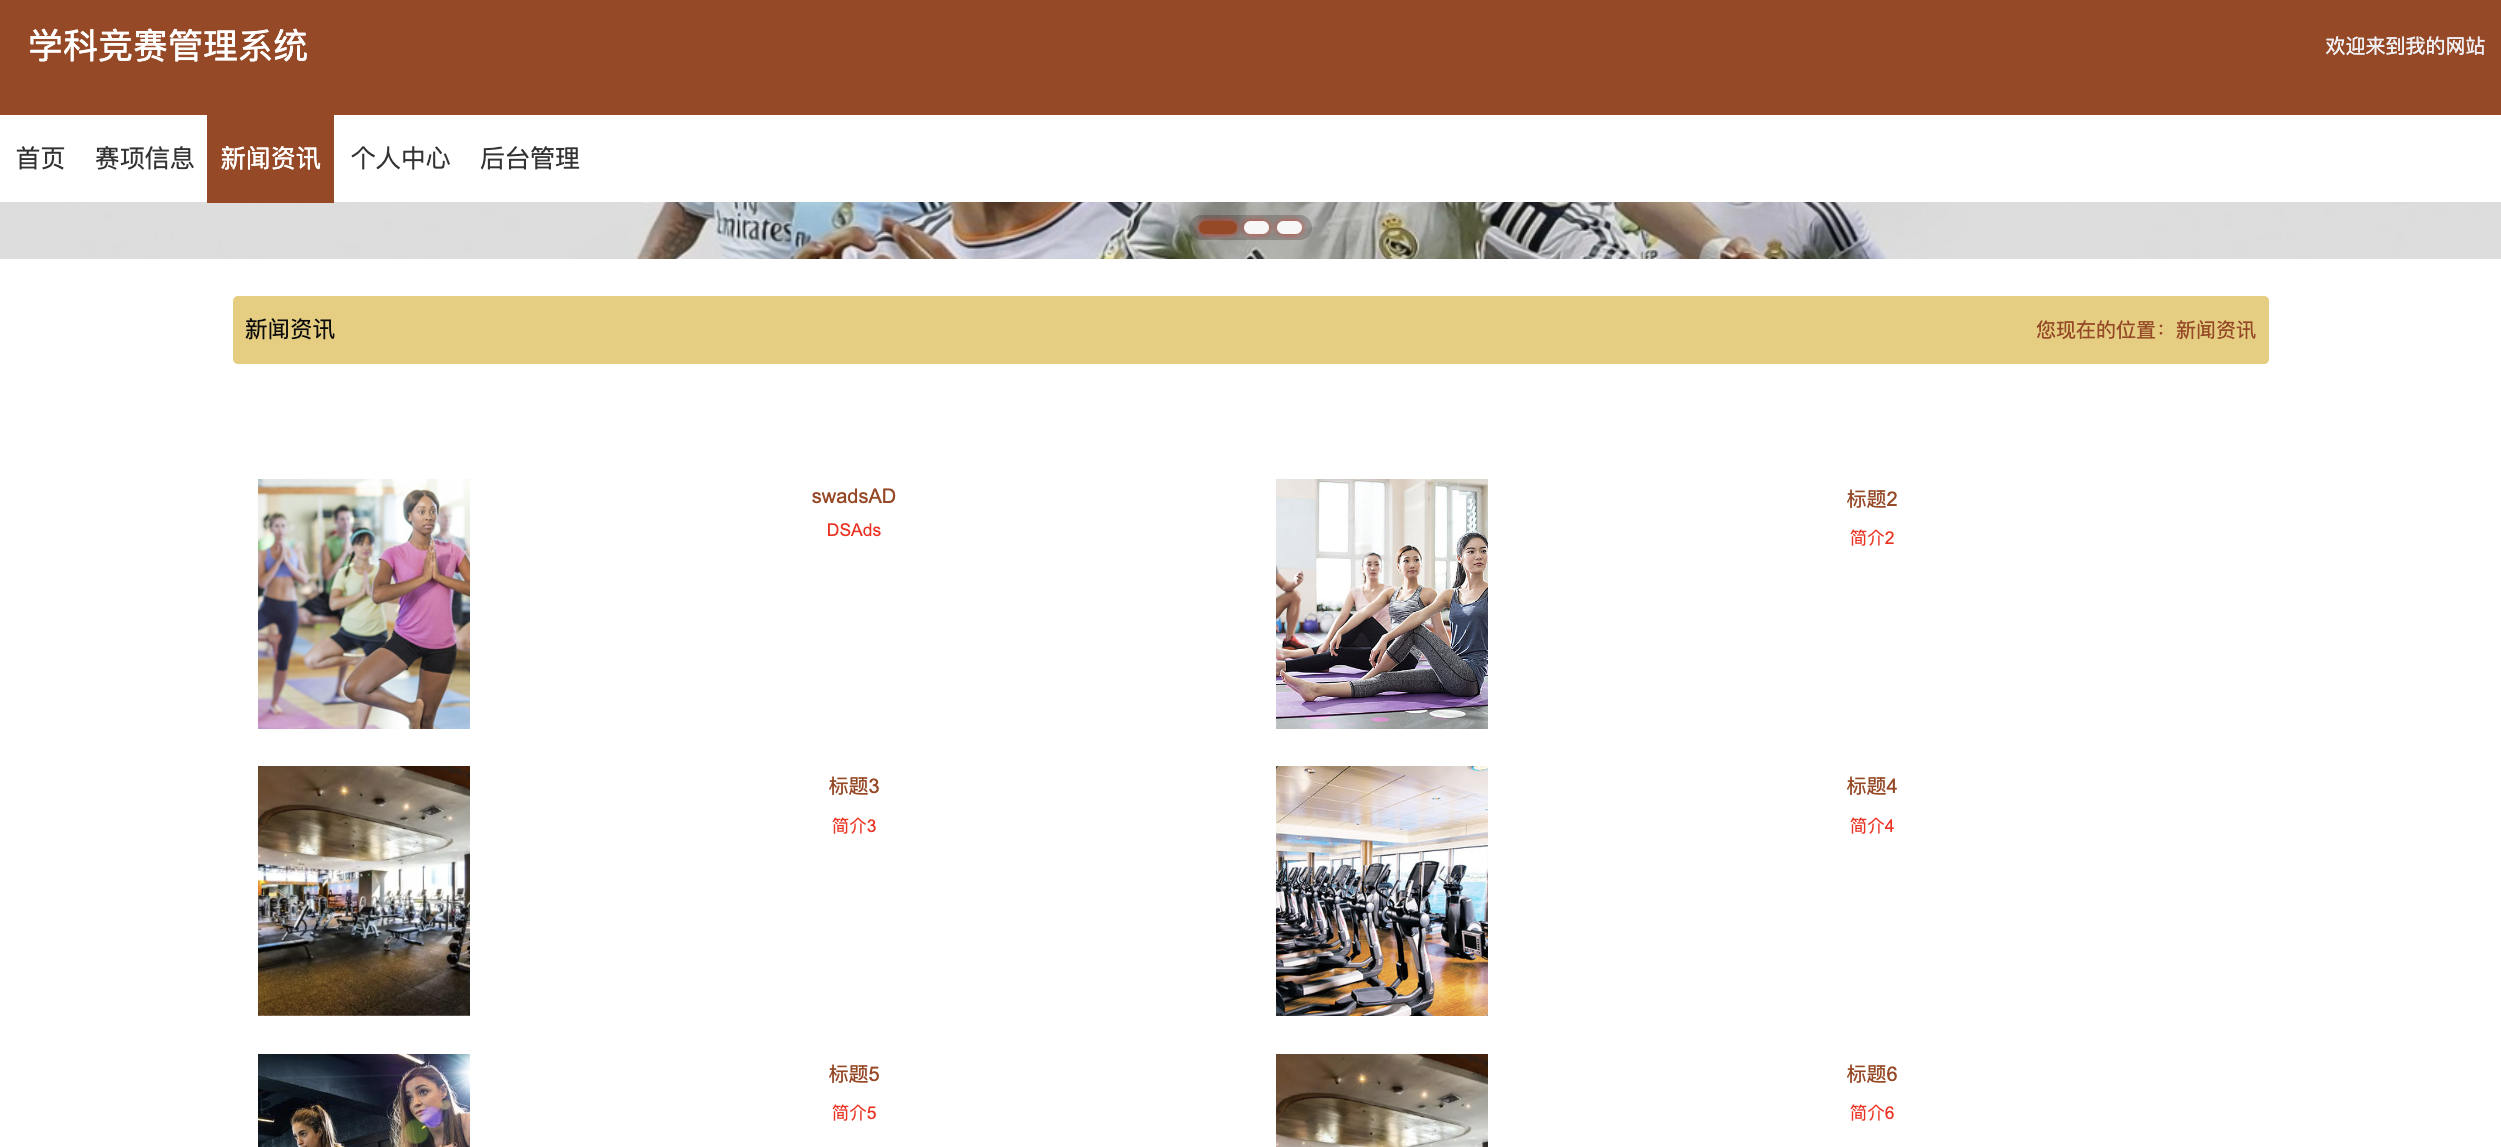 学科竞赛管理系统
欢迎来到我的网站
首页 赛项信息 新闻资讯 个人中心 后台管理
Emirates
新闻资讯
您现在的位置：新闻资讯
swadsAD
DSAds
标题2
简介2
标题3
简介3
标题4
简介4
标题5
简介5
标题6
简介6